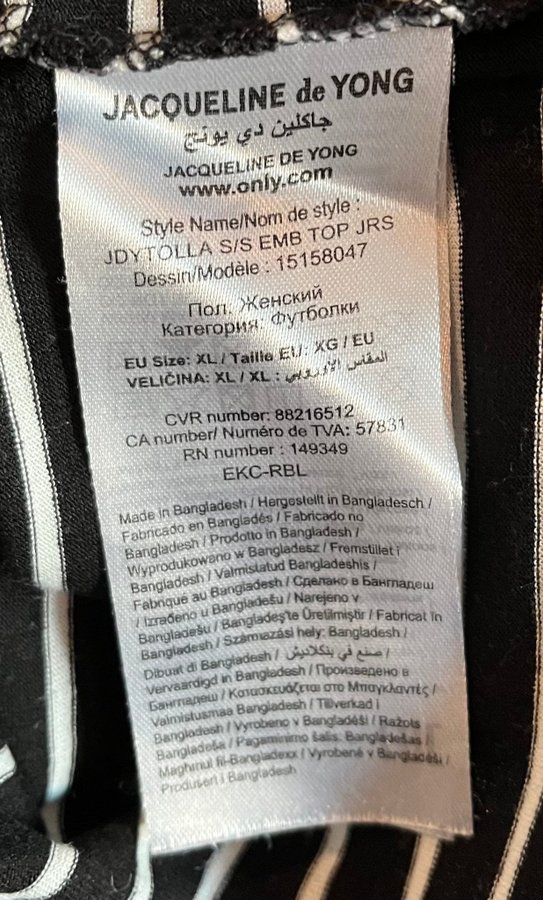 JACQUELINE de YONG
جاكلين دي يونج
JACQUELINE DE YONG
www.only.com
Style Name/Nom de style :
JDYTOLLA S/S EMB TOP JRS
Dessin/Modèle : 15158047
Пол: Женский
Категория: Футболки
EU Size: XL / Taille EU: XG / EU
VELIČINA: XL / XL : المقاس الأوروبي
CVR number: 88216512
CA number/ Numéro de TVA: 57831
RN number : 149349
EKC-RBL
Made in Bangladesh / Hergestellt in Bangladesch /
Fabricado en Bangladés / Fabricado no
Bangladesh / Prodotto in Bangladesh /
Wyprodukowano w Bangladesz / Fremstillet i
Bangladesh / Valmistatud Bangladeshis /
Fabriqué au Bangladesh / Сделано в Бангладеш
/ Izrađeno u Bangladešu / Narejeno v
Bangladešu / Bangladeş'te Üretilmiştir / Fabricat în
Bangladesh / Származási hely: Bangladesh /
Dibuat di Bangladesh / صنع في بنكلاديش /
Vervaardigd in Bangladesh / Произведено в
Бангладеш / Κατασκευάζεται στο Μπαγκλαντές /
Valmistusmaa Bangladesh / Tillverkad i
Bangladesh / Vyrobeno v Bangladéši / Ražots
Bangladeša / Pagaminimo šalis: Bangladešas /
Magħmul fil-Bangladexx / Vyrobené v Bangladéši /
Produsert i Bangladesh